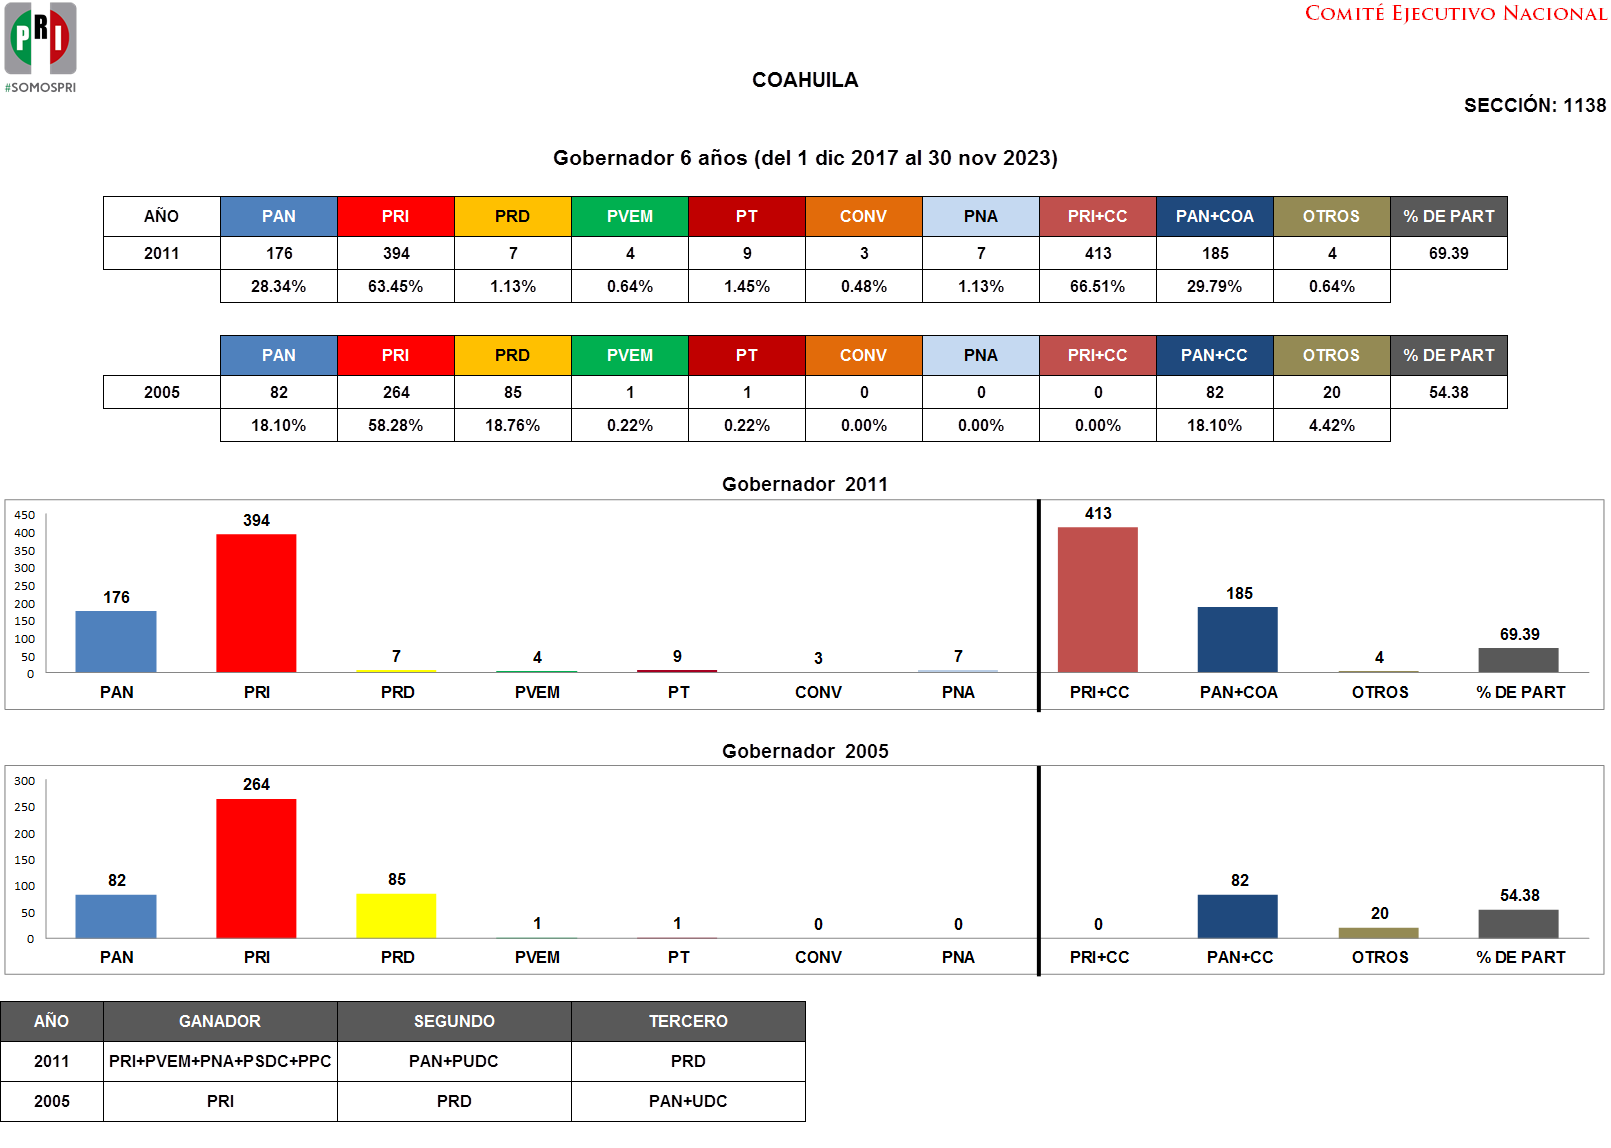 PRI
#SOMOSPRI
COMITÉ EJECUTIVO NACIONAL
COAHUILA
SECCIÓN: 1138
Gobernador 6 años (del 1 dic 2017 al 30 nov 2023)
AÑO PAN PRI PRD PVEM PT CONV PNA PRI+CC PAN+COA OTROS % DE PART
2011 176 394 7 4 9 3 7 413 185 4 69.39
28.34% 63.45% 1.13% 0.64% 1.45% 0.48% 1.13% 66.51% 29.79% 0.64%
PAN PRI PRD PVEM PT CONV PNA PRI+CC PAN+CC OTROS % DE PART
2005 82 264 85 1 1 0 0 0 82 20 54.38
18.10% 58.28% 18.76% 0.22% 0.22% 0.00% 0.00% 0.00% 18.10% 4.42%
Gobernador 2011
450
400
350
300
250
200
150
100
50
0
176 394 7 4 9 3 7 413 185 4 69.39
PAN PRI PRD PVEM PT CONV PNA PRI+CC PAN+COA OTROS % DE PART
Gobernador 2005
300
250
200
150
100
50
0
82 264 85 1 1 0 0 0 82 20 54.38
PAN PRI PRD PVEM PT CONV PNA PRI+CC PAN+CC OTROS % DE PART
AÑO GANADOR SEGUNDO TERCERO
2011 PRI+PVEM+PNA+PSDC+PPC PAN+PUDC PRD
2005 PRI PRD PAN+UDC